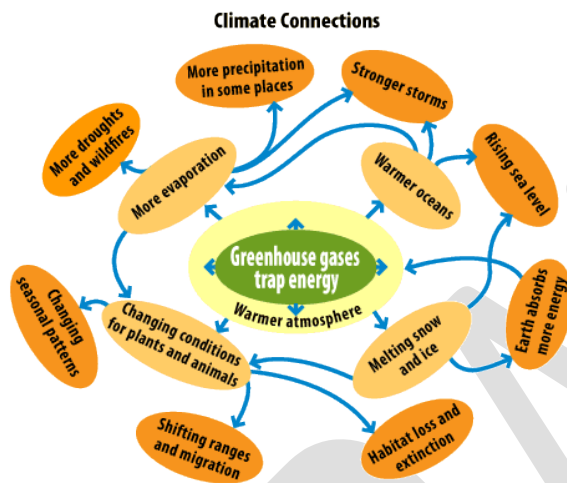 Climate Connections
More precipitation
in some places
Stronger storms
More droughts
and wildfires
More evaporation
Warmer oceans
Rising sea level
Greenhouse gases
trap energy
Warmer atmosphere
Changing
seasonal patterns
Changing conditions
for plants and animals
Melting snow
and ice
Earth absorbs
more energy
Shifting ranges
and migration
Habitat loss and
extinction